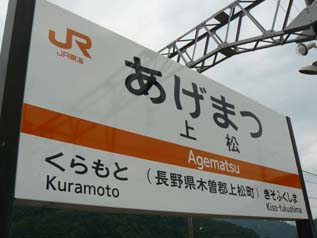 JR
JR東海
あげまつ
上松
Agematsu
(長野県木曽郡上松町)
くらもと
Kuramoto
きそふくしま
Kiso-fukushima